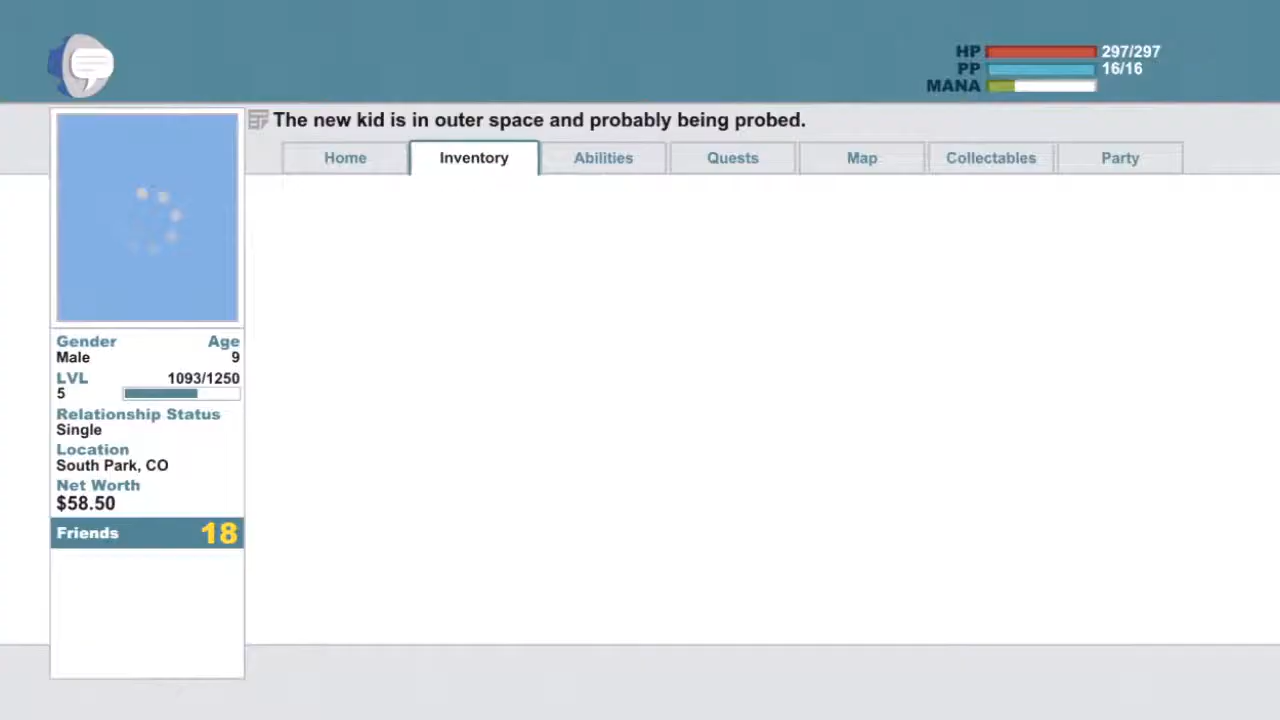 HP 297/297
PP 16/16
MANA
The new kid is in outer space and probably being probed.
Home Inventory Abilities Quests Map Collectables Party
Gender Age
Male 9
LVL 1093/1250
5
Relationship Status
Single
Location
South Park, CO
Net Worth
$58.50
Friends 18